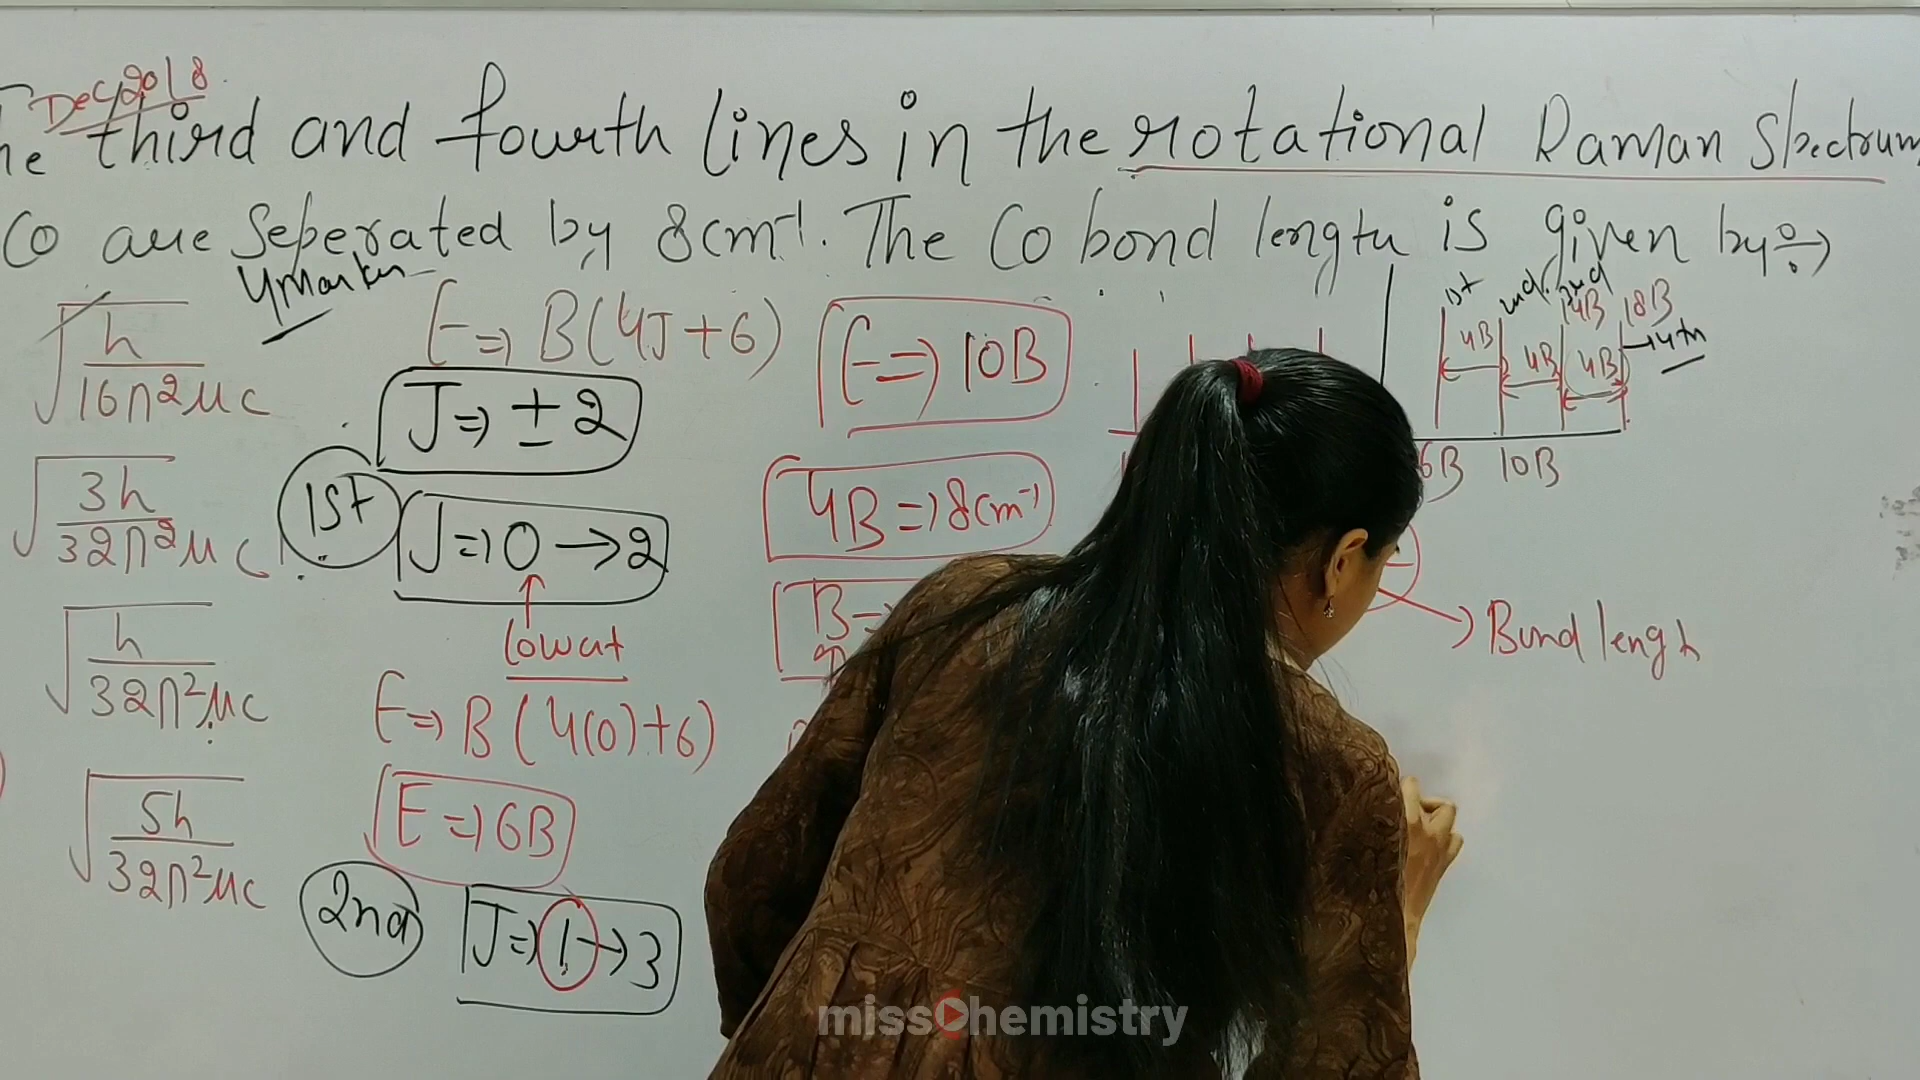 Dec 2018
third and fourth lines in the rotational Raman Spectrum
CO are Seperated by 8cm⁻¹. The CO bond length is given by ÷)
4Marker
√h/16π²μc
√3h/32π²μc
√h/32π²μc
√5h/32π²μc
E => B(4J+6)
J => ±2
1st
J => 0 → 2
lowest
E => B(4(0)+6)
E => 6B
2nd
J => 1 → 3
E => 10B
4B => 8cm⁻¹
B
1st 2nd 3rd
14B 18B
4B 4B 4B → 4th
6B 10B
→ Bond length
missChemistry